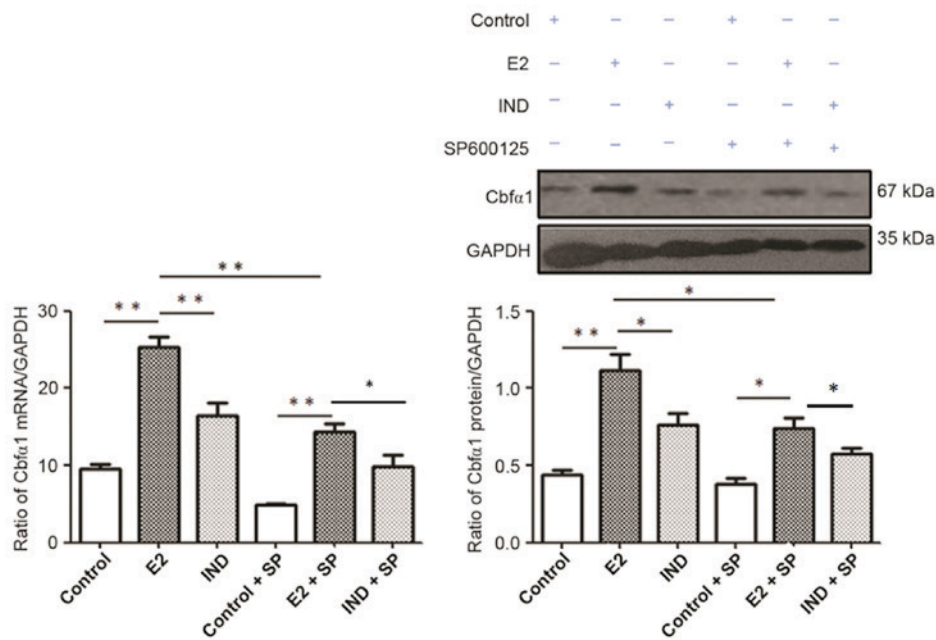 Control + − − + − −
E2 − + − − + −
IND − − + − − +
SP600125 − − − + + +
Cbfα1 67 kDa
GAPDH 35 kDa
* *
* * * *
* * *
30
20
10
0
Ratio of Cbfα1 mRNA/GAPDH
Control
E2
IND
Control + SP
E2 + SP
IND + SP
*
* * *
* *
1.5
1.0
0.5
0.0
Ratio of Cbfα1 protein/GAPDH
Control
E2
IND
Control + SP
E2 + SP
IND + SP